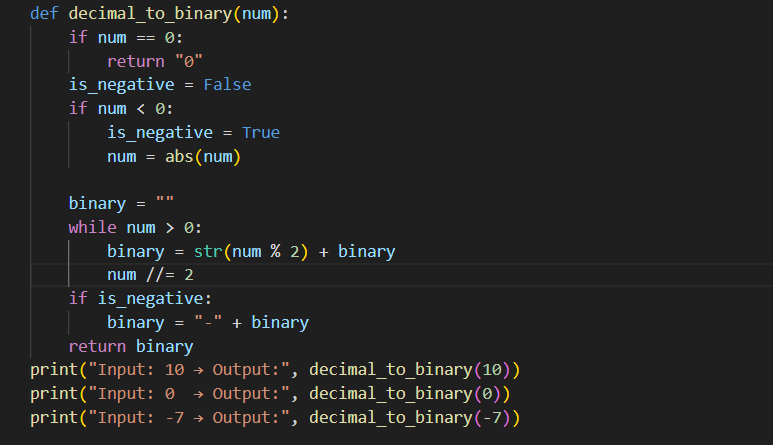 def decimal_to_binary(num):
    if num == 0:
        return "0"
    is_negative = False
    if num < 0:
        is_negative = True
        num = abs(num)

    binary = ""
    while num > 0:
        binary = str(num % 2) + binary
        num //= 2
    if is_negative:
        binary = "-" + binary
    return binary
print("Input: 10 → Output:", decimal_to_binary(10))
print("Input: 0  → Output:", decimal_to_binary(0))
print("Input: -7 → Output:", decimal_to_binary(-7))